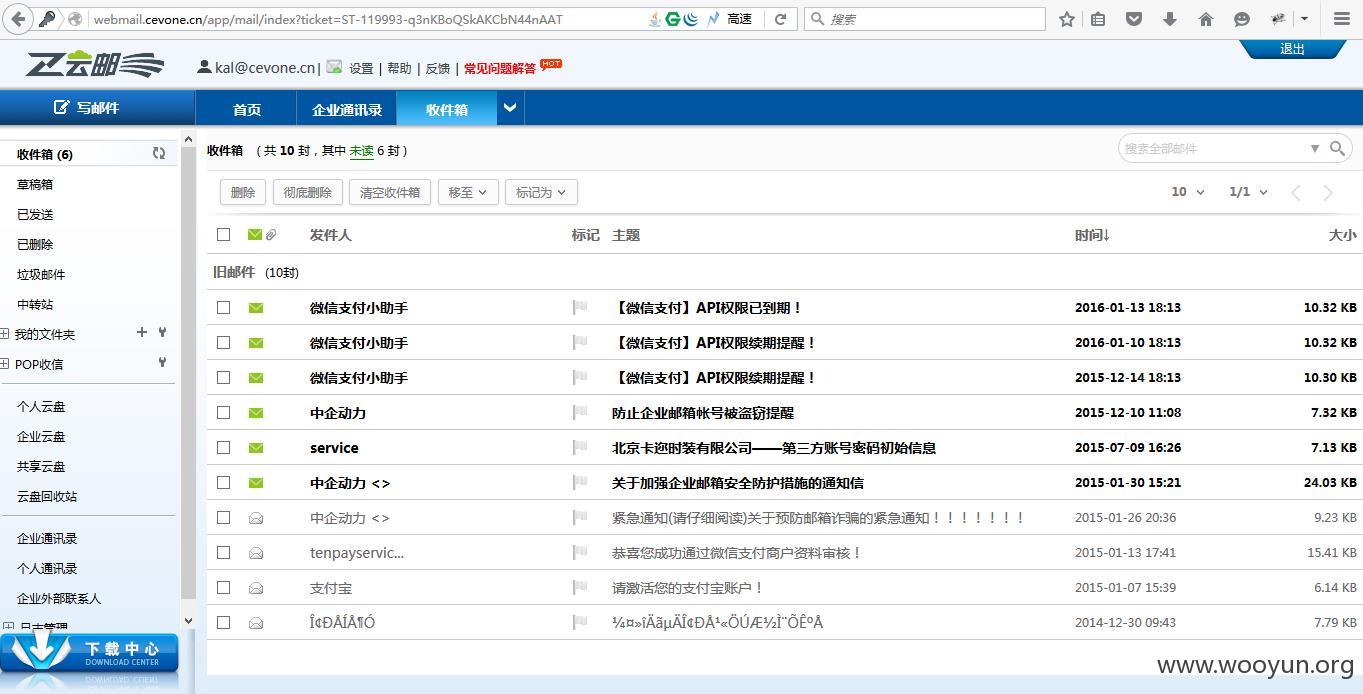 webmail.cevone.cn/app/mail/index?ticket=ST-119993-q3nKBoQSkAKCbN44nAAT 高速 搜索
Z云邮 kal@cevone.cn | 设置 | 帮助 | 反馈 | 常见问题解答 HOT 退出
写邮件 首页 企业通讯录 收件箱
收件箱 (6)
草稿箱
已发送
已删除
垃圾邮件
中转站
我的文件夹
POP收信
个人云盘
企业云盘
共享云盘
云盘回收站
企业通讯录
个人通讯录
企业外部联系人
日志管理
下载中心
DOWNLOAD CENTER
收件箱 （共 10 封，其中 未读 6 封） 搜索全部邮件
删除 彻底删除 清空收件箱 移至 标记为 10 1/1
发件人 标记 主题 时间↓ 大小
旧邮件 (10封)
微信支付小助手 【微信支付】API权限已到期！ 2016-01-13 18:13 10.32 KB
微信支付小助手 【微信支付】API权限续期提醒！ 2016-01-10 18:13 10.32 KB
微信支付小助手 【微信支付】API权限续期提醒！ 2015-12-14 18:13 10.30 KB
中企动力 防止企业邮箱帐号被盗窃提醒 2015-12-10 11:08 7.32 KB
service 北京卡迩时装有限公司——第三方账号密码初始信息 2015-07-09 16:26 7.13 KB
中企动力 <> 关于加强企业邮箱安全防护措施的通知信 2015-01-30 15:21 24.03 KB
中企动力 <> 紧急通知(请仔细阅读)关于预防邮箱诈骗的紧急通知！！！！！！！ 2015-01-26 20:36 9.23 KB
tenpayservic... 恭喜您成功通过微信支付商户资料审核！ 2015-01-13 17:41 15.41 KB
支付宝 请激活您的支付宝账户！ 2015-01-07 15:39 6.14 KB
Î¢ÐÅÍÅ¶Ó ¼¤»îÄãµÄÎ¢ÐÅ¹«ÖÚÆ½Ì¨ÕÊºÅ 2014-12-30 09:43 7.79 KB
www.wooyun.org